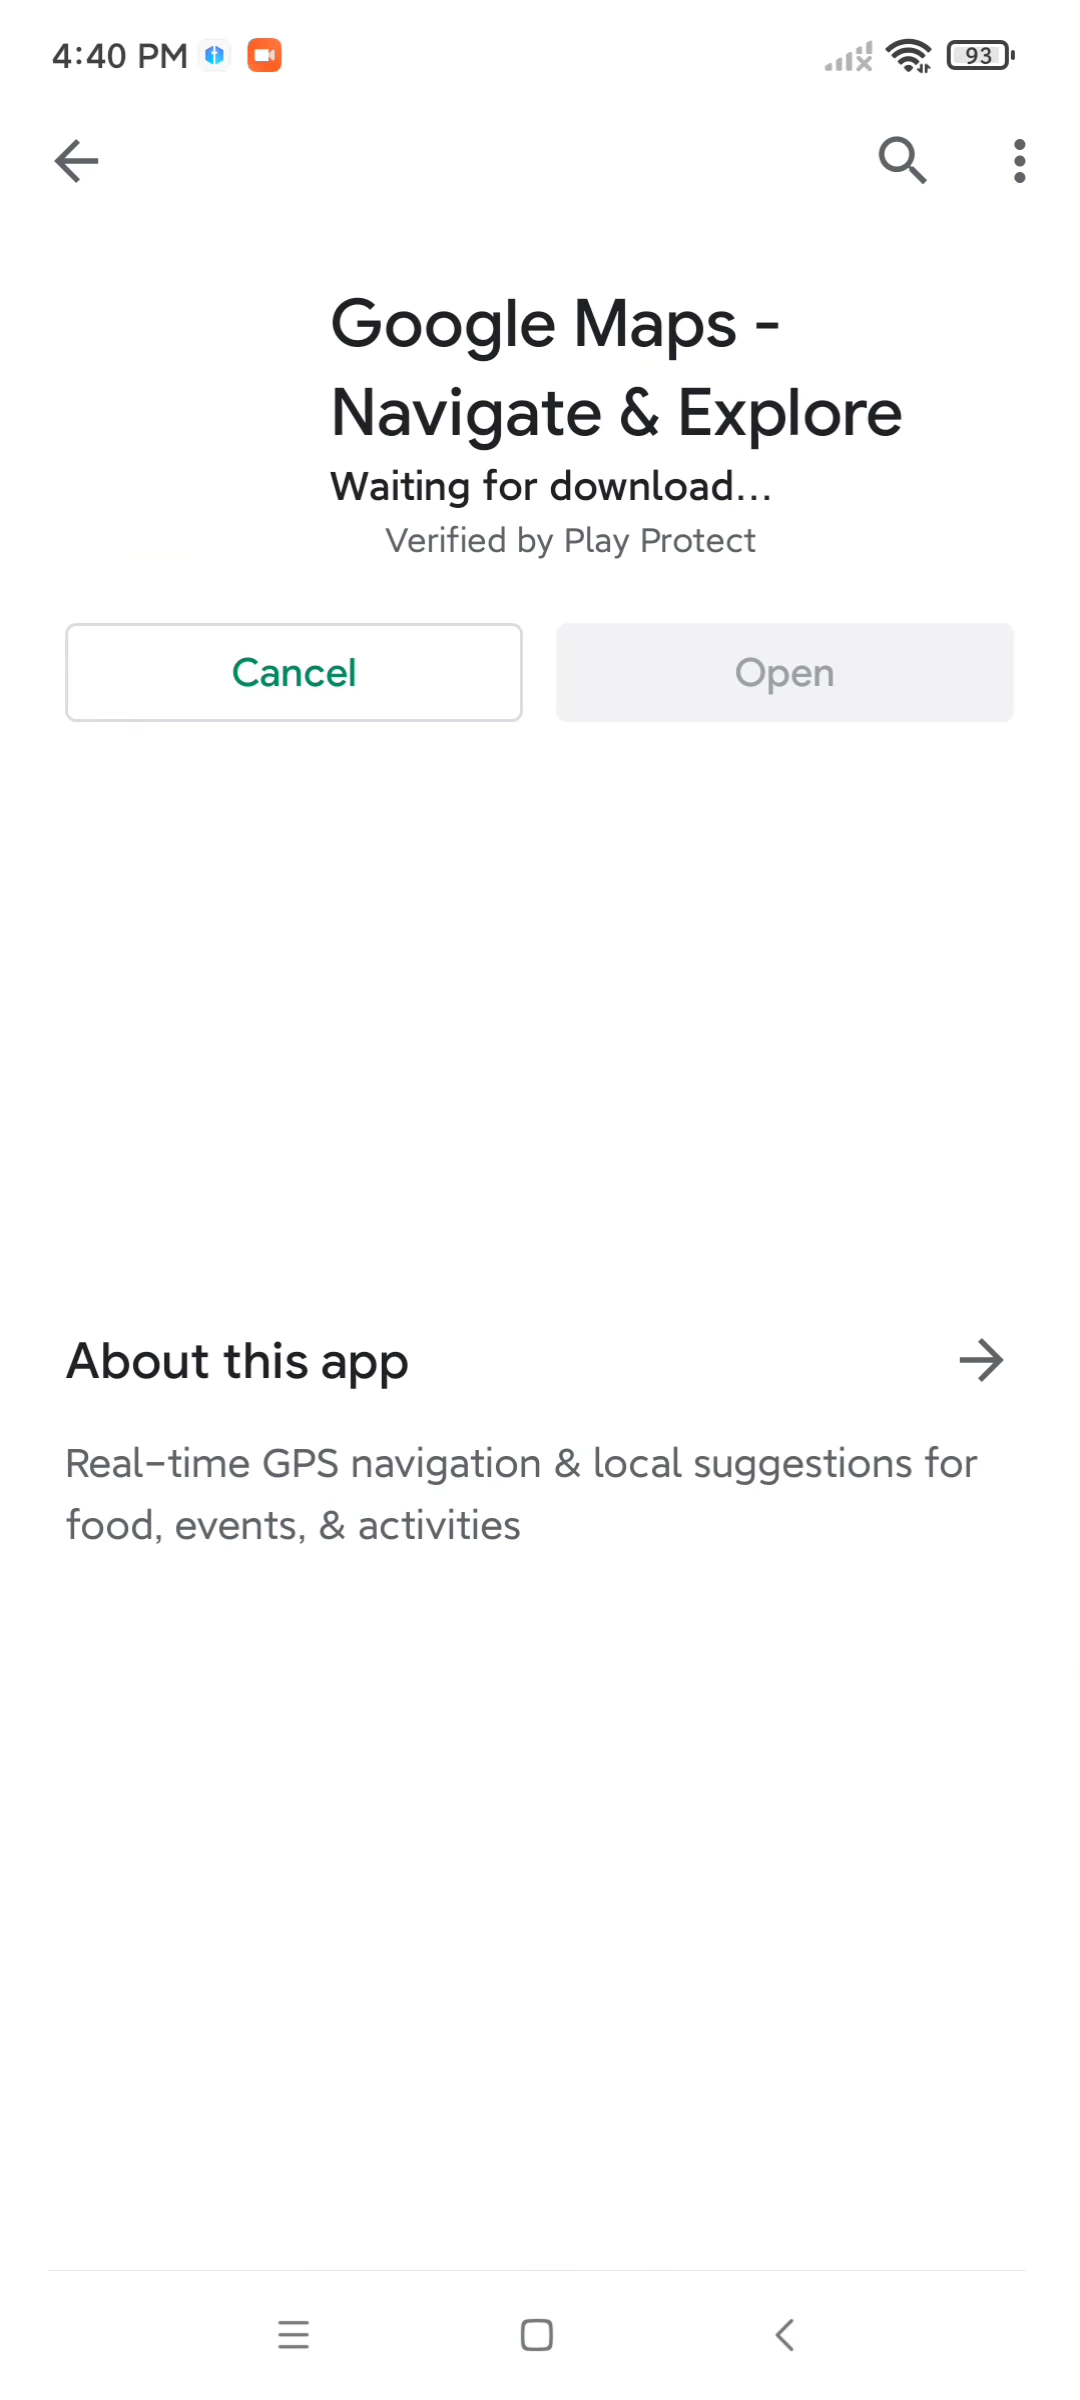 4:40 PM
93
Google Maps -
Navigate & Explore
Waiting for download...
Verified by Play Protect
Cancel
Open
About this app
Real-time GPS navigation & local suggestions for
food, events, & activities